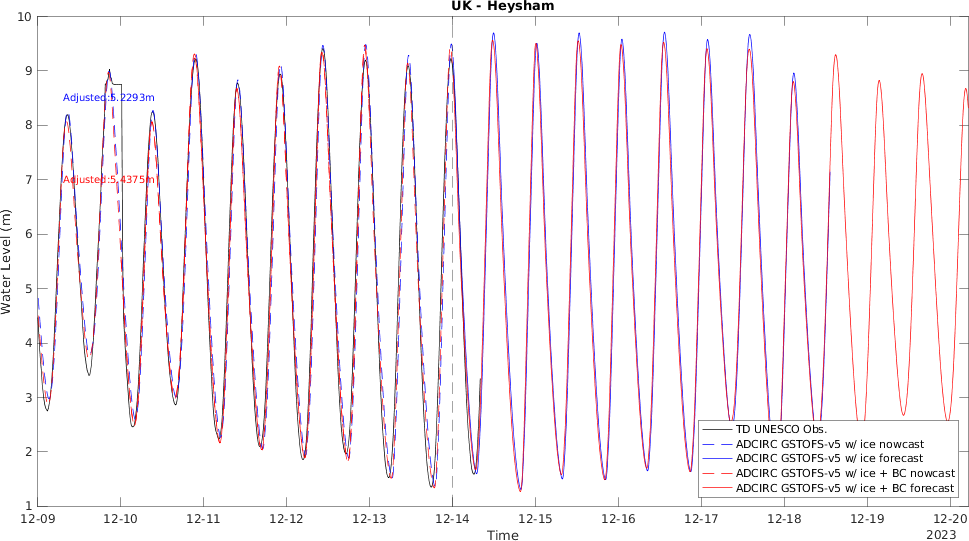 UK - Heysham
10
9
8
7
6
5
4
3
2
1
Water Level (m)
Adjusted:5.2293m
Adjusted:5.4375m
TD UNESCO Obs.
ADCIRC GSTOFS-v5 w/ ice nowcast
ADCIRC GSTOFS-v5 w/ ice forecast
ADCIRC GSTOFS-v5 w/ ice + BC nowcast
ADCIRC GSTOFS-v5 w/ ice + BC forecast
12-09 12-10 12-11 12-12 12-13 12-14 12-15 12-16 12-17 12-18 12-19 12-20
Time
2023